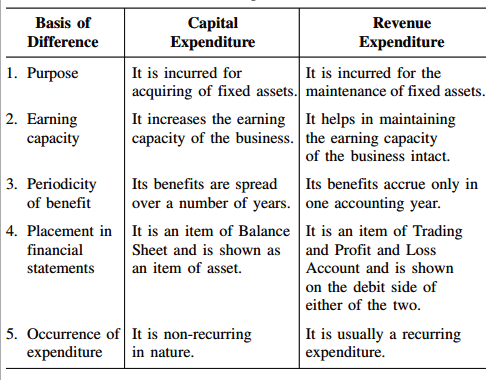 Basis of Difference | Capital Expenditure | Revenue Expenditure
1. Purpose | It is incurred for acquiring of fixed assets. | It is incurred for the maintenance of fixed assets.
2. Earning capacity | It increases the earning capacity of the business. | It helps in maintaining the earning capacity of the business intact.
3. Periodicity of benefit | Its benefits are spread over a number of years. | Its benefits accrue only in one accounting year.
4. Placement in financial statements | It is an item of Balance Sheet and is shown as an item of asset. | It is an item of Trading and Profit and Loss Account and is shown on the debit side of either of the two.
5. Occurrence of expenditure | It is non-recurring in nature. | It is usually a recurring expenditure.